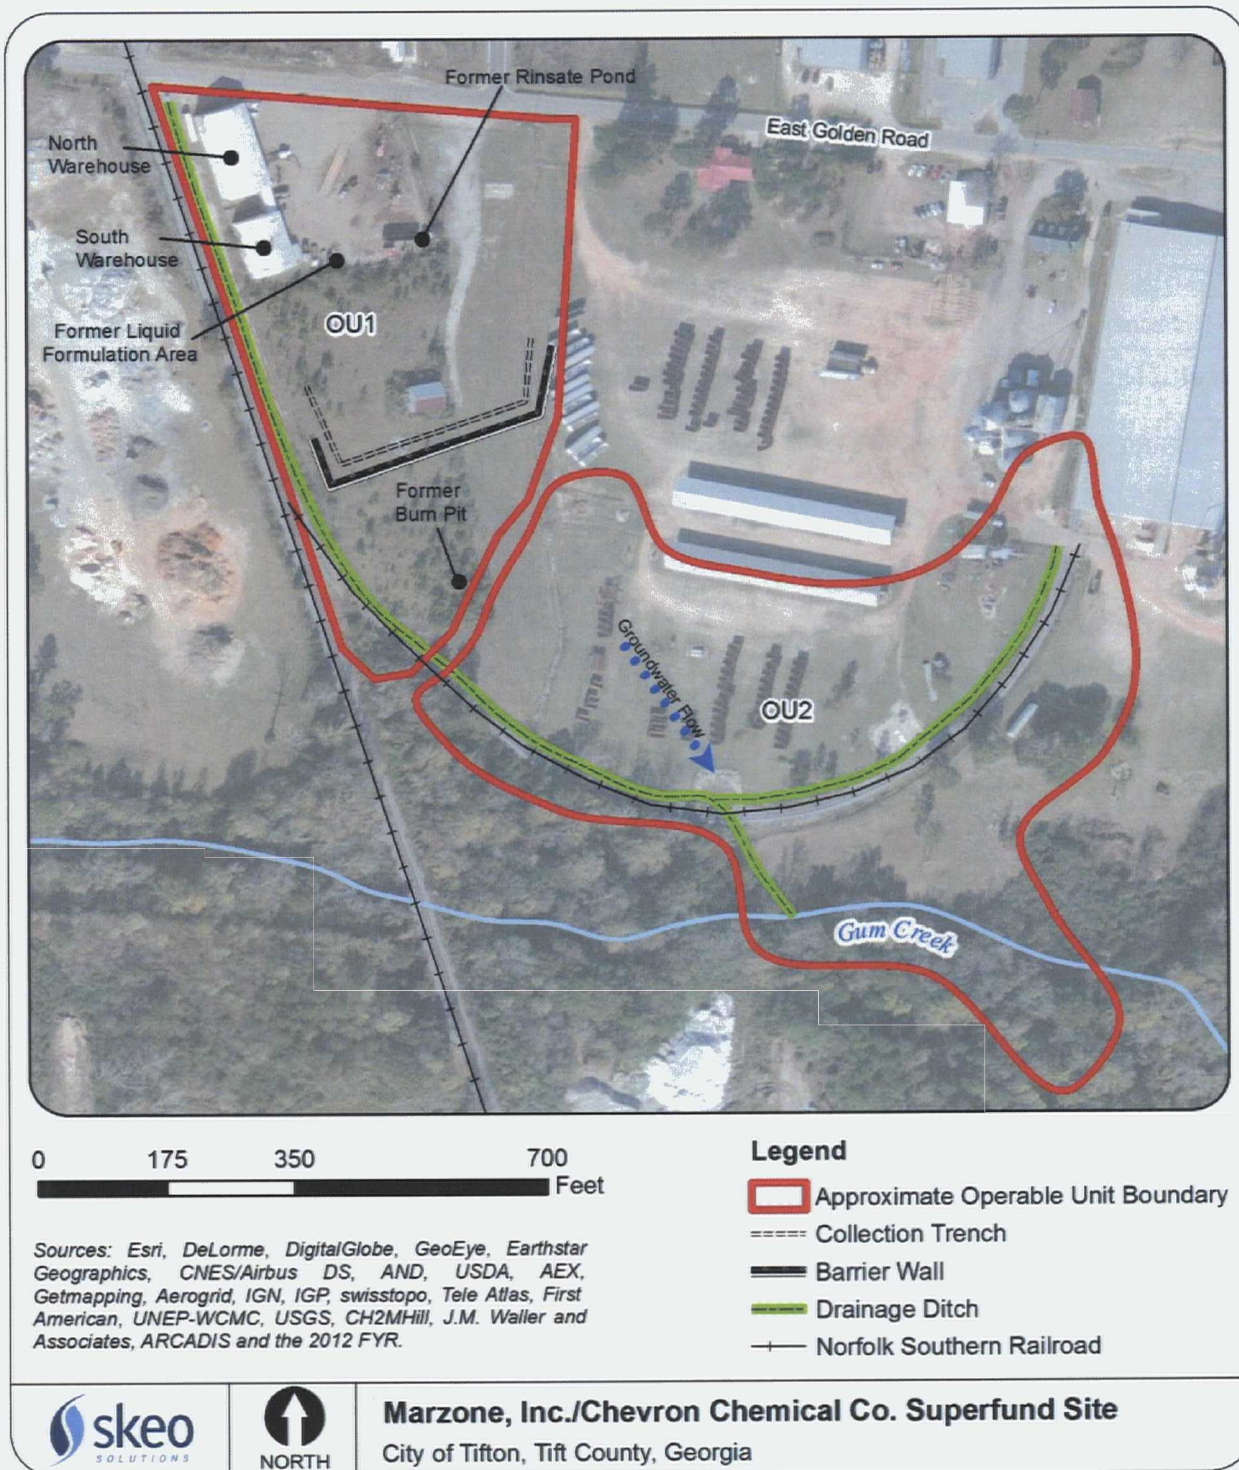 Former Rinsate Pond
East Golden Road
North
Warehouse
South
Warehouse
OU1
Former Liquid
Formulation Area
Former
Burn Pit
Groundwater Flow
OU2
Gum Creek
0 175 350 700
Feet
Sources: Esri, DeLorme, DigitalGlobe, GeoEye, Earthstar
Geographics, CNES/Airbus DS, AND, USDA, AEX,
Getmapping, Aerogrid, IGN, IGP, swisstopo, Tele Atlas, First
American, UNEP-WCMC, USGS, CH2MHill, J.M. Waller and
Associates, ARCADIS and the 2012 FYR.
Legend
Approximate Operable Unit Boundary
Collection Trench
Barrier Wall
Drainage Ditch
Norfolk Southern Railroad
skeo
SOLUTIONS
NORTH
Marzone, Inc./Chevron Chemical Co. Superfund Site
City of Tifton, Tift County, Georgia